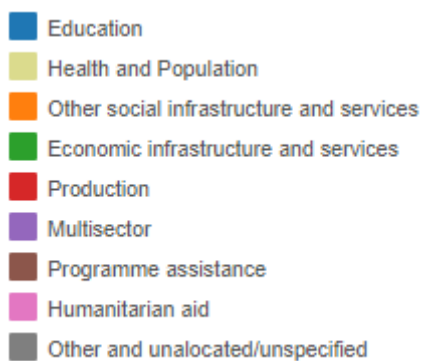 Education
Health and Population
Other social infrastructure and services
Economic infrastructure and services
Production
Multisector
Programme assistance
Humanitarian aid
Other and unalocated/unspecified